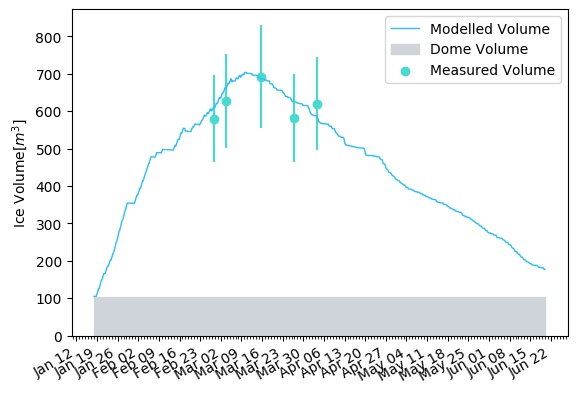 800
700
600
500
400
300
200
100
0
Ice Volume[m³]
Modelled Volume
Dome Volume
Measured Volume
Jan 12
Jan 19
Jan 26
Feb 02
Feb 09
Feb 16
Feb 23
Mar 02
Mar 09
Mar 16
Mar 23
Mar 30
Apr 06
Apr 13
Apr 20
Apr 27
May 04
May 11
May 18
May 25
Jun 01
Jun 08
Jun 15
Jun 22